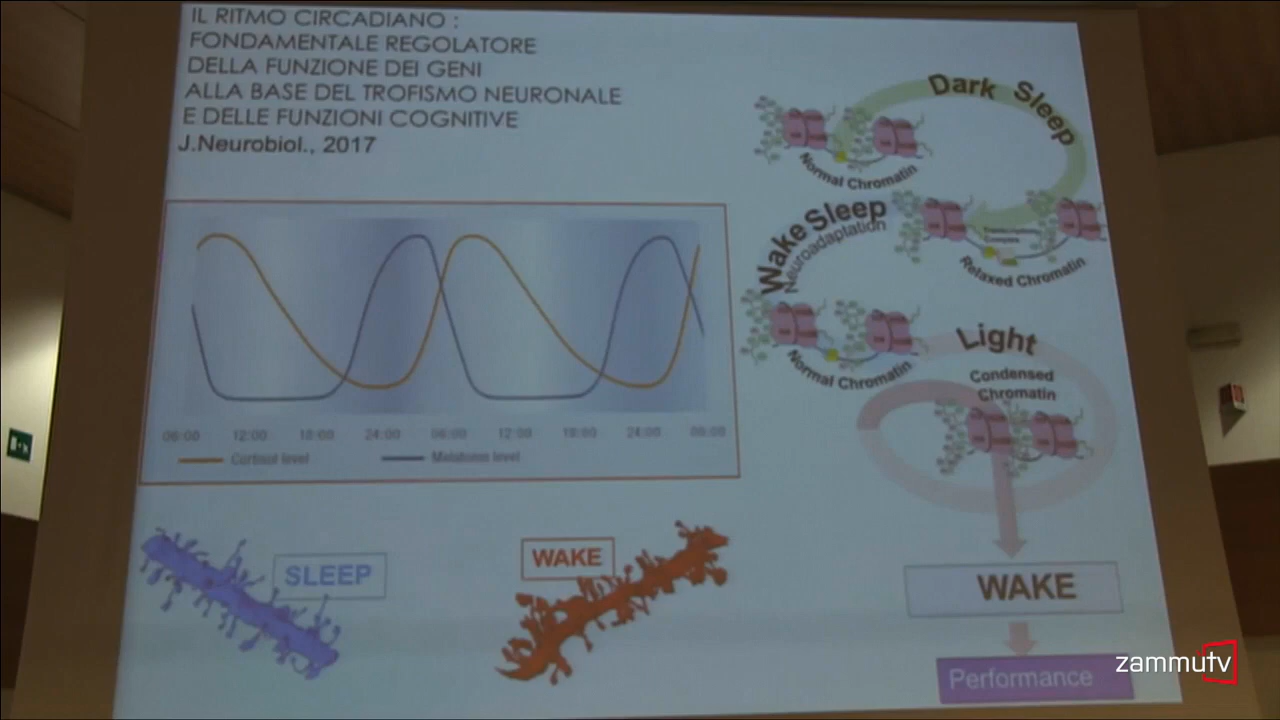 IL RITMO CIRCADIANO :
FONDAMENTALE REGOLATORE
DELLA FUNZIONE DEI GENI
ALLA BASE DEL TROFISMO NEURONALE
E DELLE FUNZIONI COGNITIVE
J.Neurobiol., 2017
Dark Sleep
Normal Chromatin
Relaxed Chromatin
Wake Sleep
Neuroadaptation
Normal Chromatin
Light
Condensed
Chromatin
06:00 12:00 18:00 24:00 06:00 12:00 18:00 24:00
Cortisol level Melatonin level
SLEEP
WAKE
WAKE
Performance
zammutv